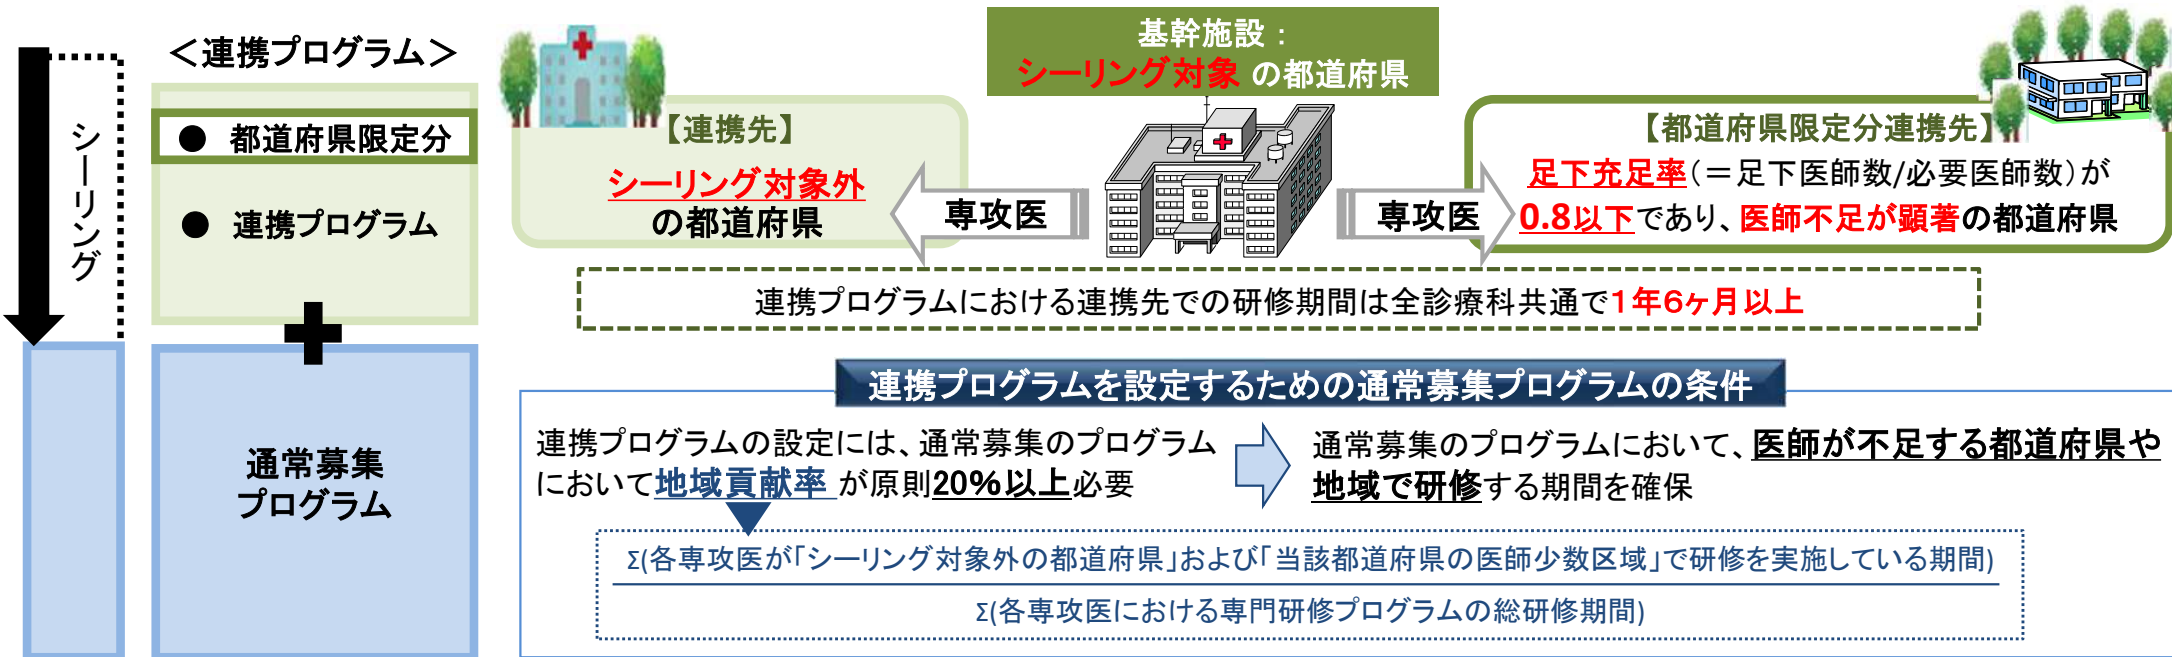 シーリング
＜連携プログラム＞
● 都道府県限定分
● 連携プログラム
通常募集
プログラム
基幹施設：
シーリング対象 の都道府県
【連携先】
シーリング対象外
の都道府県
専攻医
専攻医
【都道府県限定分連携先】
足下充足率（＝足下医師数/必要医師数）が
0.8以下であり、医師不足が顕著の都道府県
連携プログラムにおける連携先での研修期間は全診療科共通で1年6ヶ月以上
連携プログラムを設定するための通常募集プログラムの条件
連携プログラムの設定には、通常募集のプログラム
において地域貢献率 が原則20%以上必要
通常募集のプログラムにおいて、医師が不足する都道府県や
地域で研修する期間を確保
Σ(各専攻医が「シーリング対象外の都道府県」および「当該都道府県の医師少数区域」で研修を実施している期間)
Σ(各専攻医における専門研修プログラムの総研修期間)